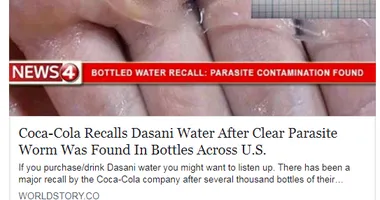 NEWS 4 BOTTLED WATER RECALL: PARASITE CONTAMINATION FOUND
Coca-Cola Recalls Dasani Water After Clear Parasite
Worm Was Found In Bottles Across U.S.
If you purchase/drink Dasani water you might want to listen up. There has been a
major recall by the Coca-Cola company after several thousand bottles of their...
WORLDSTORY.CO